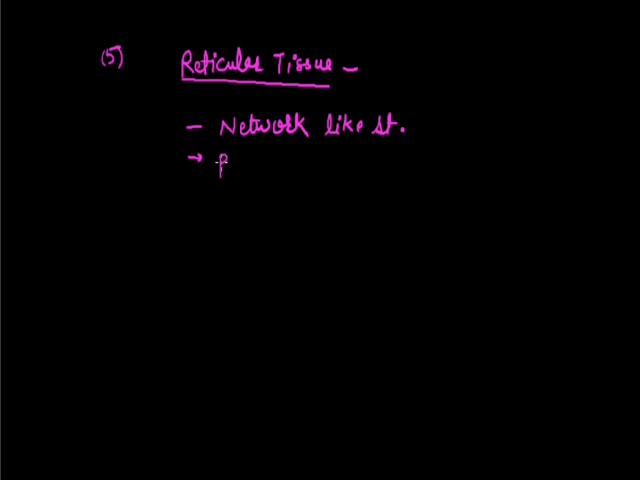 (5) Reticular Tissue -
- Network like st.
→ p